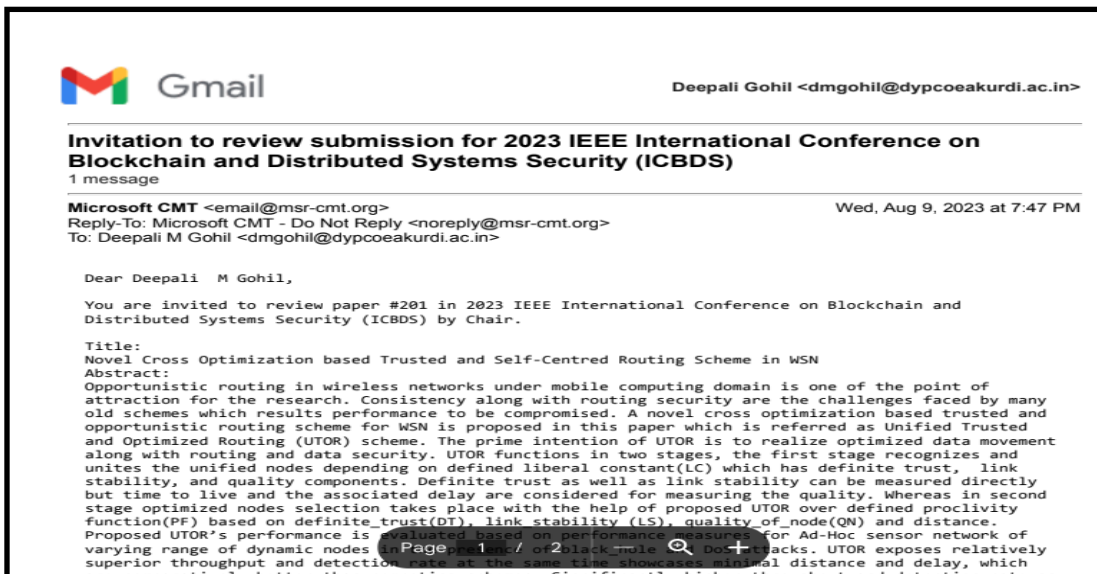 Gmail
Deepali Gohil <dmgohil@dypcoeakurdi.ac.in>
Invitation to review submission for 2023 IEEE International Conference on
Blockchain and Distributed Systems Security (ICBDS)
1 message
Microsoft CMT <email@msr-cmt.org>
Wed, Aug 9, 2023 at 7:47 PM
Reply-To: Microsoft CMT - Do Not Reply <noreply@msr-cmt.org>
To: Deepali M Gohil <dmgohil@dypcoeakurdi.ac.in>
Dear Deepali M Gohil,
You are invited to review paper #201 in 2023 IEEE International Conference on Blockchain and
Distributed Systems Security (ICBDS) by Chair.
Title:
Novel Cross Optimization based Trusted and Self-Centred Routing Scheme in WSN
Abstract:
Opportunistic routing in wireless networks under mobile computing domain is one of the point of
attraction for the research. Consistency along with routing security are the challenges faced by many
old schemes which results performance to be compromised. A novel cross optimization based trusted and
opportunistic routing scheme for WSN is proposed in this paper which is referred as Unified Trusted
and Optimized Routing (UTOR) scheme. The prime intention of UTOR is to realize optimized data movement
along with routing and data security. UTOR functions in two stages, the first stage recognizes and
unites the unified nodes depending on defined liberal constant(LC) which has definite trust, link
stability, and quality components. Definite trust as well as link stability can be measured directly
but time to live and the associated delay are considered for measuring the quality. Whereas in second
stage optimized nodes selection takes place with the help of proposed UTOR over defined proclivity
function(PF) based on definite_trust(DT), link_stability (LS), quality_of_node(QN) and distance.
Proposed UTOR's performance is evaluated based on performance measures for Ad-Hoc sensor network of
varying range of dynamic nodes in of black hole and DoS attacks. UTOR exposes relatively
superior throughput and detection rate at the same time showcases minimal distance and delay, which
Page 1 / 2